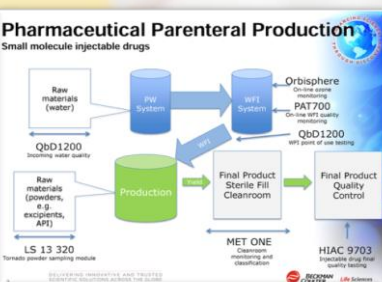 Pharmaceutical Parenteral Production
Small molecule injectable drugs
Raw
materials
(water)
PW
System
WFI
System
Orbisphere
On-line ozone
monitoring
PAT700
On-line WFI quality
monitoring
QbD1200
WFI point of use testing
QbD1200
Incoming water quality
WFI
Raw
materials
(powders,
e.g.
excipients,
API)
Production
Yield
Final Product
Sterile Fill
Cleanroom
Final Product
Quality
Control
LS 13 320
Tornado powder sampling module
MET ONE
Cleanroom
monitoring and
classification
HIAC 9703
Injectable drug final
quality testing
DELIVERING INNOVATIVE AND TRUSTED
SCIENTIFIC SOLUTIONS ACROSS THE GLOBE
BECKMAN
COULTER
Life Sciences